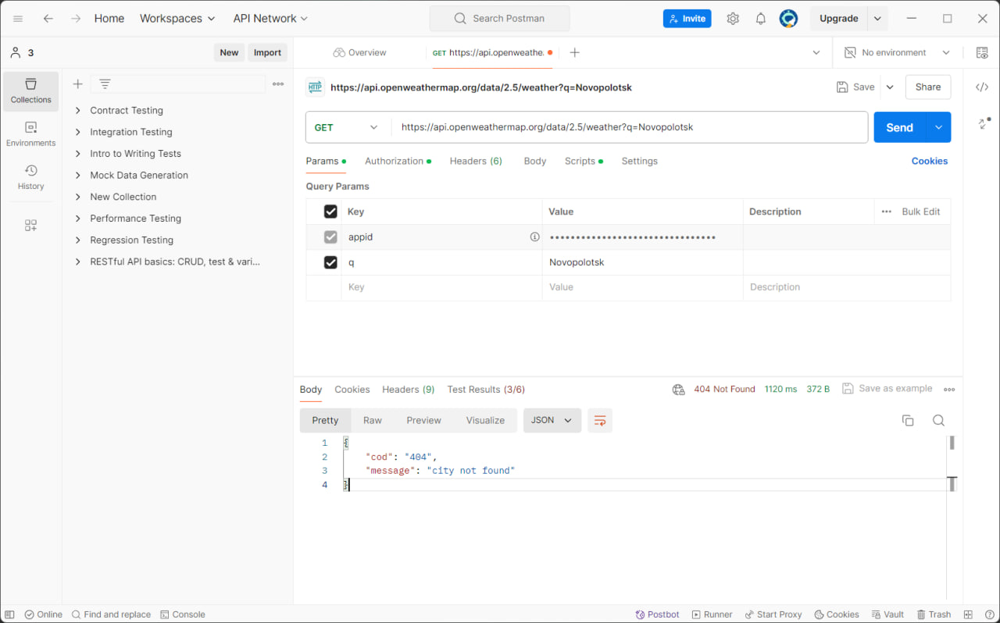 Home Workspaces API Network Search Postman Invite Upgrade
3 New Import
Overview GET https://api.openweathe. No environment
Collections
Environments
History
Contract Testing
Integration Testing
Intro to Writing Tests
Mock Data Generation
New Collection
Performance Testing
Regression Testing
RESTful API basics: CRUD, test & vari...
HTTP https://api.openweathermap.org/data/2.5/weather?q=Novopolotsk Save Share
GET https://api.openweathermap.org/data/2.5/weather?q=Novopolotsk Send
Params Authorization Headers (6) Body Scripts Settings Cookies
Query Params
Key Value Description Bulk Edit
appid ••••••••••••••••••••••••••••••••
q Novopolotsk
Key Value Description
Body Cookies Headers (9) Test Results (3/6) 404 Not Found 1120 ms 372 B Save as example
Pretty Raw Preview Visualize JSON
1 {
2 "cod": "404",
3 "message": "city not found"
4 }
Online Find and replace Console Postbot Runner Start Proxy Cookies Vault Trash